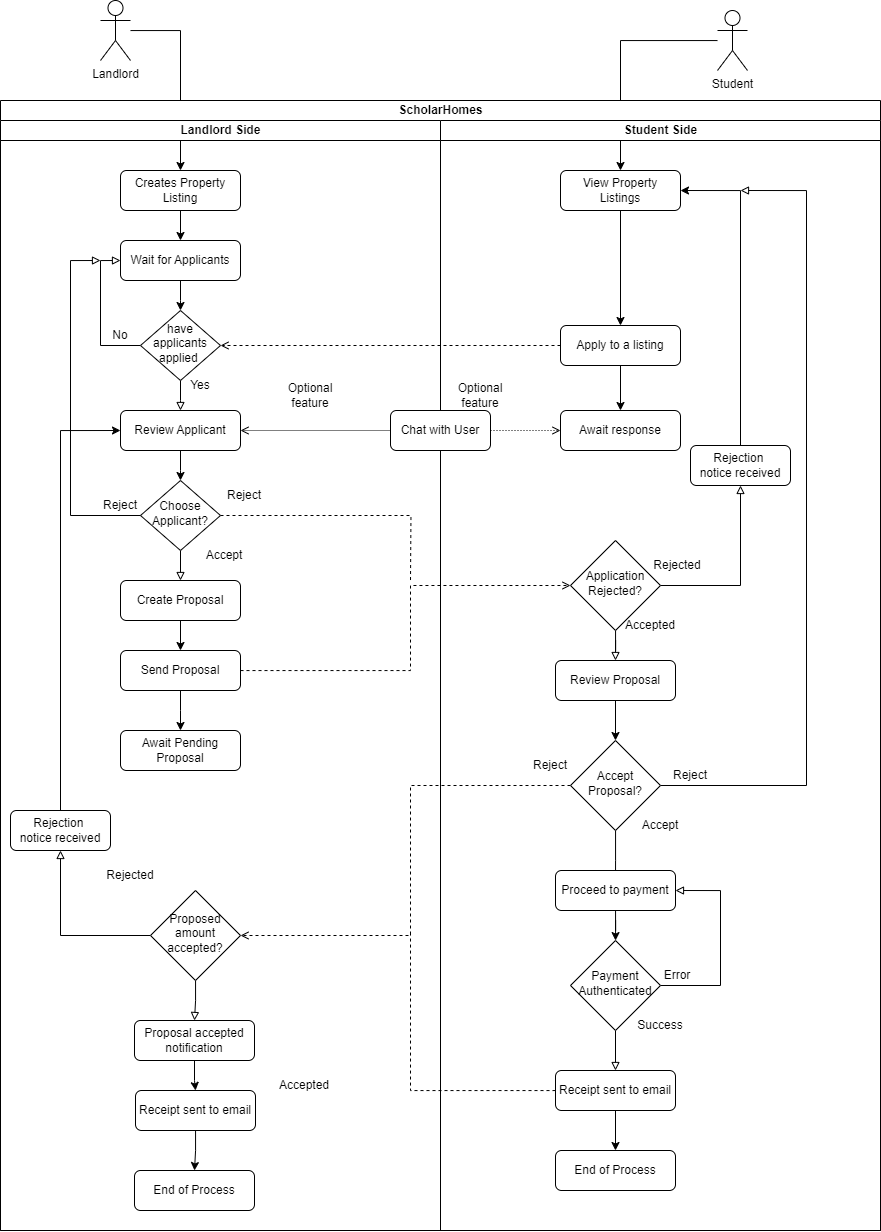 Landlord
Student
ScholarHomes
Landlord Side
Student Side
Creates Property
Listing
View Property
Listings
Wait for Applicants
No
have
applicants
applied
Apply to a listing
Yes
Optional
feature
Optional
feature
Review Applicant
Chat with User
Await response
Rejection
notice received
Reject
Choose
Applicant?
Reject
Accept
Application
Rejected?
Rejected
Accepted
Create Proposal
Send Proposal
Review Proposal
Await Pending
Proposal
Reject
Accept
Proposal?
Reject
Accept
Rejection
notice received
Rejected
Proposed
amount
accepted?
Proceed to payment
Payment
Authenticated
Error
Success
Proposal accepted
notification
Accepted
Receipt sent to email
Receipt sent to email
End of Process
End of Process